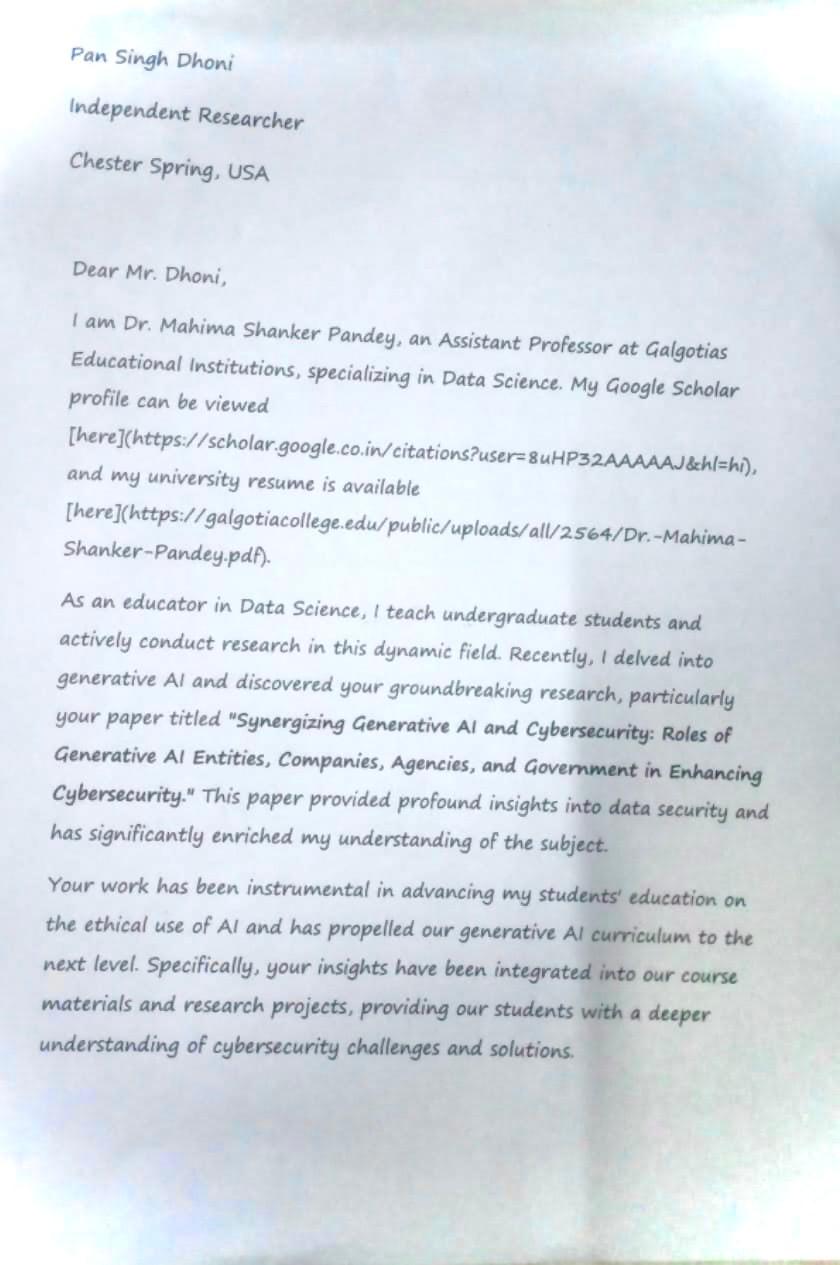 Pan Singh Dhoni
Independent Researcher
Chester Spring, USA
Dear Mr. Dhoni,
I am Dr. Mahima Shanker Pandey, an Assistant Professor at Galgotias
Educational Institutions, specializing in Data Science. My Google Scholar
profile can be viewed
[here](https://scholar.google.co.in/citations?user=8uHP32AAAAAJ&hl=hi),
and my university resume is available
[here](https://galgotiacollege.edu/public/uploads/all/2564/Dr.-Mahima-
Shanker-Pandey.pdf).
As an educator in Data Science, I teach undergraduate students and
actively conduct research in this dynamic field. Recently, I delved into
generative AI and discovered your groundbreaking research, particularly
your paper titled "Synergizing Generative AI and Cybersecurity: Roles of
Generative AI Entities, Companies, Agencies, and Government in Enhancing
Cybersecurity." This paper provided profound insights into data security and
has significantly enriched my understanding of the subject.
Your work has been instrumental in advancing my students' education on
the ethical use of AI and has propelled our generative AI curriculum to the
next level. Specifically, your insights have been integrated into our course
materials and research projects, providing our students with a deeper
understanding of cybersecurity challenges and solutions.